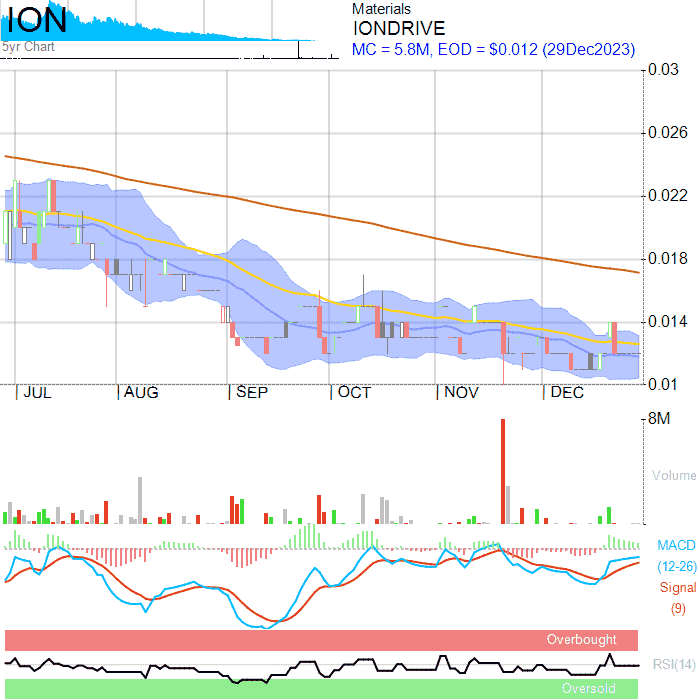 ION
5yr Chart
Materials
IONDRIVE
MC = 5.8M, EOD = $0.012 (29Dec2023)
0.03
0.026
0.022
0.018
0.014
0.01
JUL AUG SEP OCT NOV DEC
8M
Volume
MACD
(12-26)
Signal
(9)
Overbought
RSI(14)
Oversold